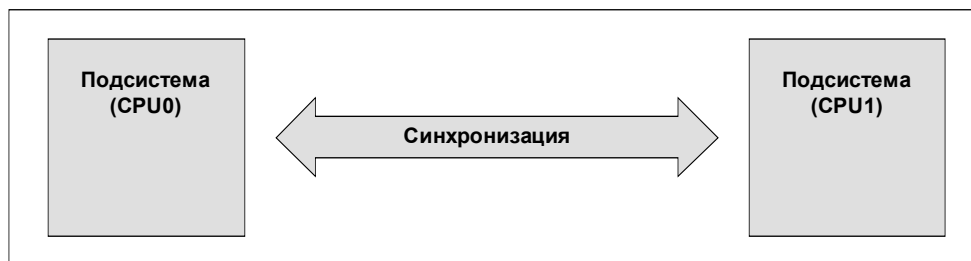 Подсистема
(CPU0)
Синхронизация
Подсистема
(CPU1)